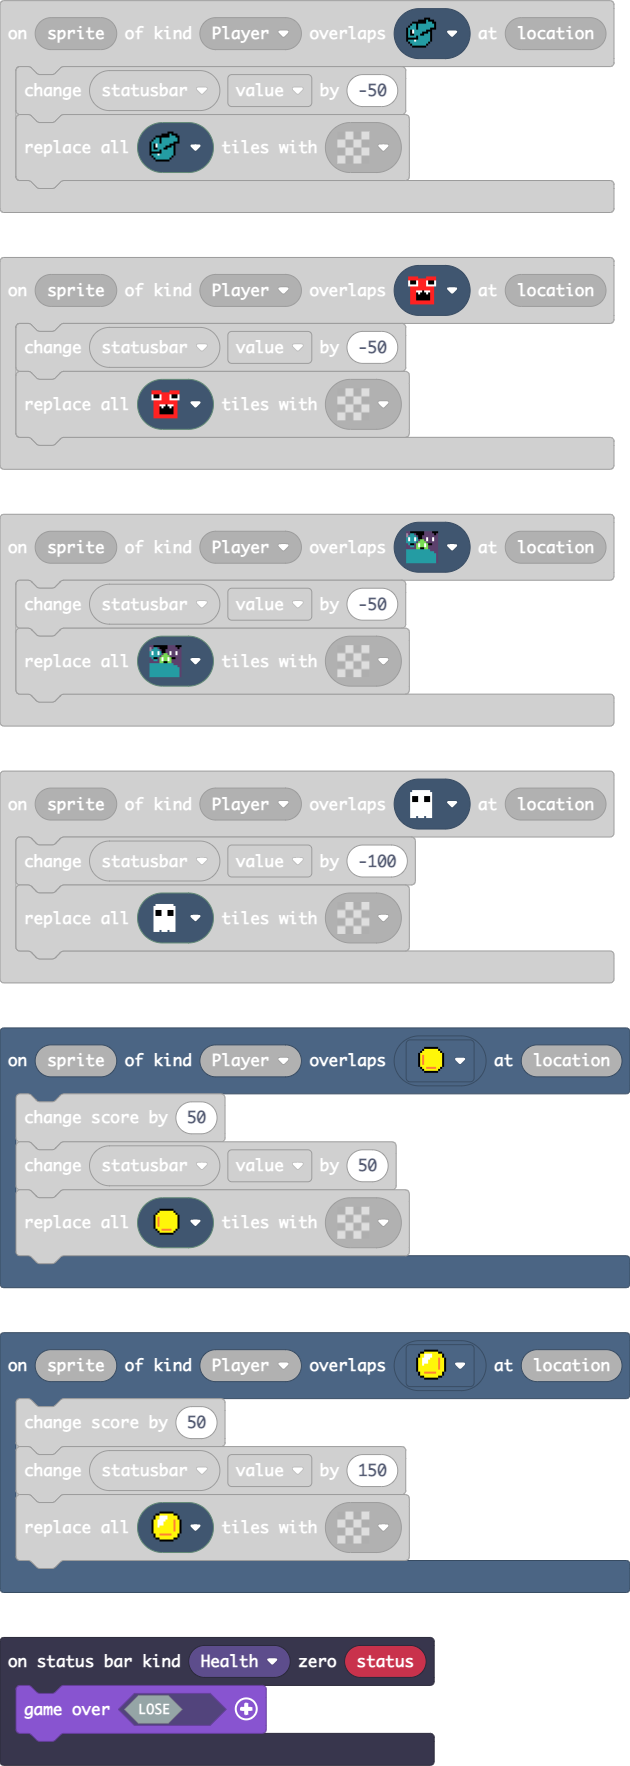 on sprite of kind Player overlaps at location
change statusbar value by -50
replace all tiles with
on sprite of kind Player overlaps at location
change statusbar value by -50
replace all tiles with
on sprite of kind Player overlaps at location
change statusbar value by -50
replace all tiles with
on sprite of kind Player overlaps at location
change statusbar value by -100
replace all tiles with
on sprite of kind Player overlaps at location
change score by 50
change statusbar value by 50
replace all tiles with
on sprite of kind Player overlaps at location
change score by 50
change statusbar value by 150
replace all tiles with
on status bar kind Health zero status
game over LOSE